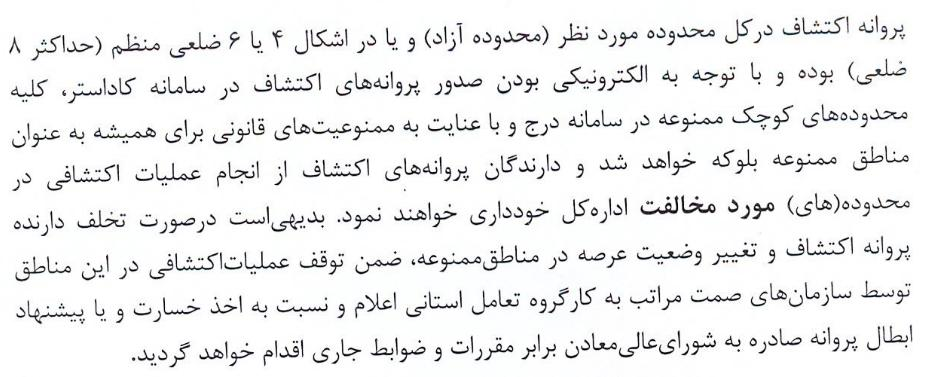 پروانه اکتشاف درکل محدوده مورد نظر (محدوده آزاد) و یا در اشکال ۴ یا ۶ ضلعی منظم (حداکثر ۸
ضلعی) بوده و با توجه به الکترونیکی بودن صدور پروانه‌های اکتشاف در سامانه کاداستر، کلیه
محدوده‌های کوچک ممنوعه در سامانه درج و با عنایت به ممنوعیت‌های قانونی برای همیشه به عنوان
مناطق ممنوعه بلوکه خواهد شد و دارندگان پروانه‌های اکتشاف از انجام عملیات اکتشافی در
محدوده(های) مورد مخالفت اداره‌کل خودداری خواهند نمود. بدیهی‌است درصورت تخلف دارنده
پروانه اکتشاف و تغییر وضعیت عرصه در مناطق‌ممنوعه، ضمن توقف عملیات‌اکتشافی در این مناطق
توسط سازمان‌های صمت مراتب به کارگروه تعامل استانی اعلام و نسبت به اخذ خسارت و یا پیشنهاد
ابطال پروانه صادره به شورای‌عالی‌معادن برابر مقررات و ضوابط جاری اقدام خواهد گردید.